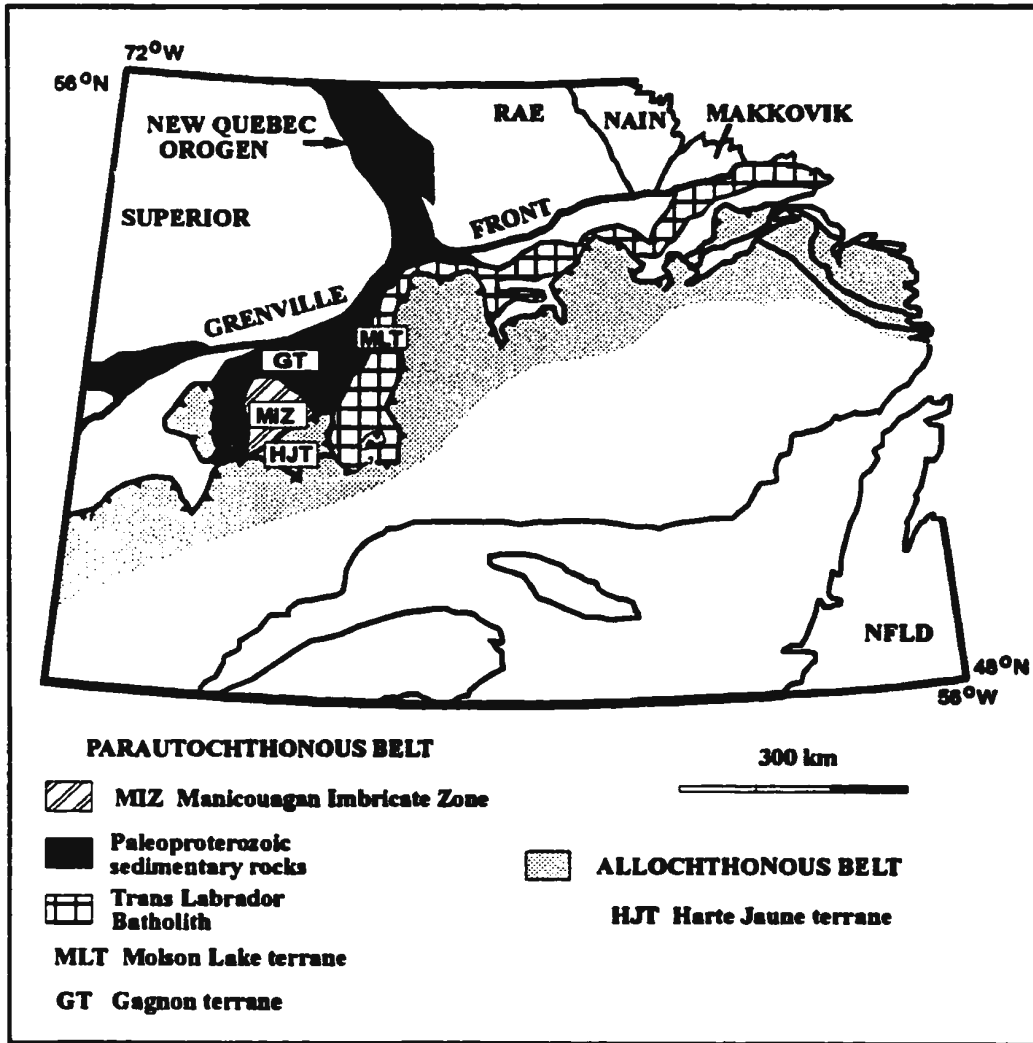 72°W
56°N
NEW QUEBEC
OROGEN
RAE
NAIN
MAKKOVIK
SUPERIOR
FRONT
GRENVILLE
MLT
GT
MIZ
HJT
NFLD
48°N
56°W
PARAUTOCHTHONOUS BELT
300 km
MIZ Manicouagan Imbricate Zone
Paleoproterozoic
sedimentary rocks
ALLOCHTHONOUS BELT
Trans Labrador
Batholith
HJT Harte Jaune terrane
MLT Molson Lake terrane
GT Gagnon terrane